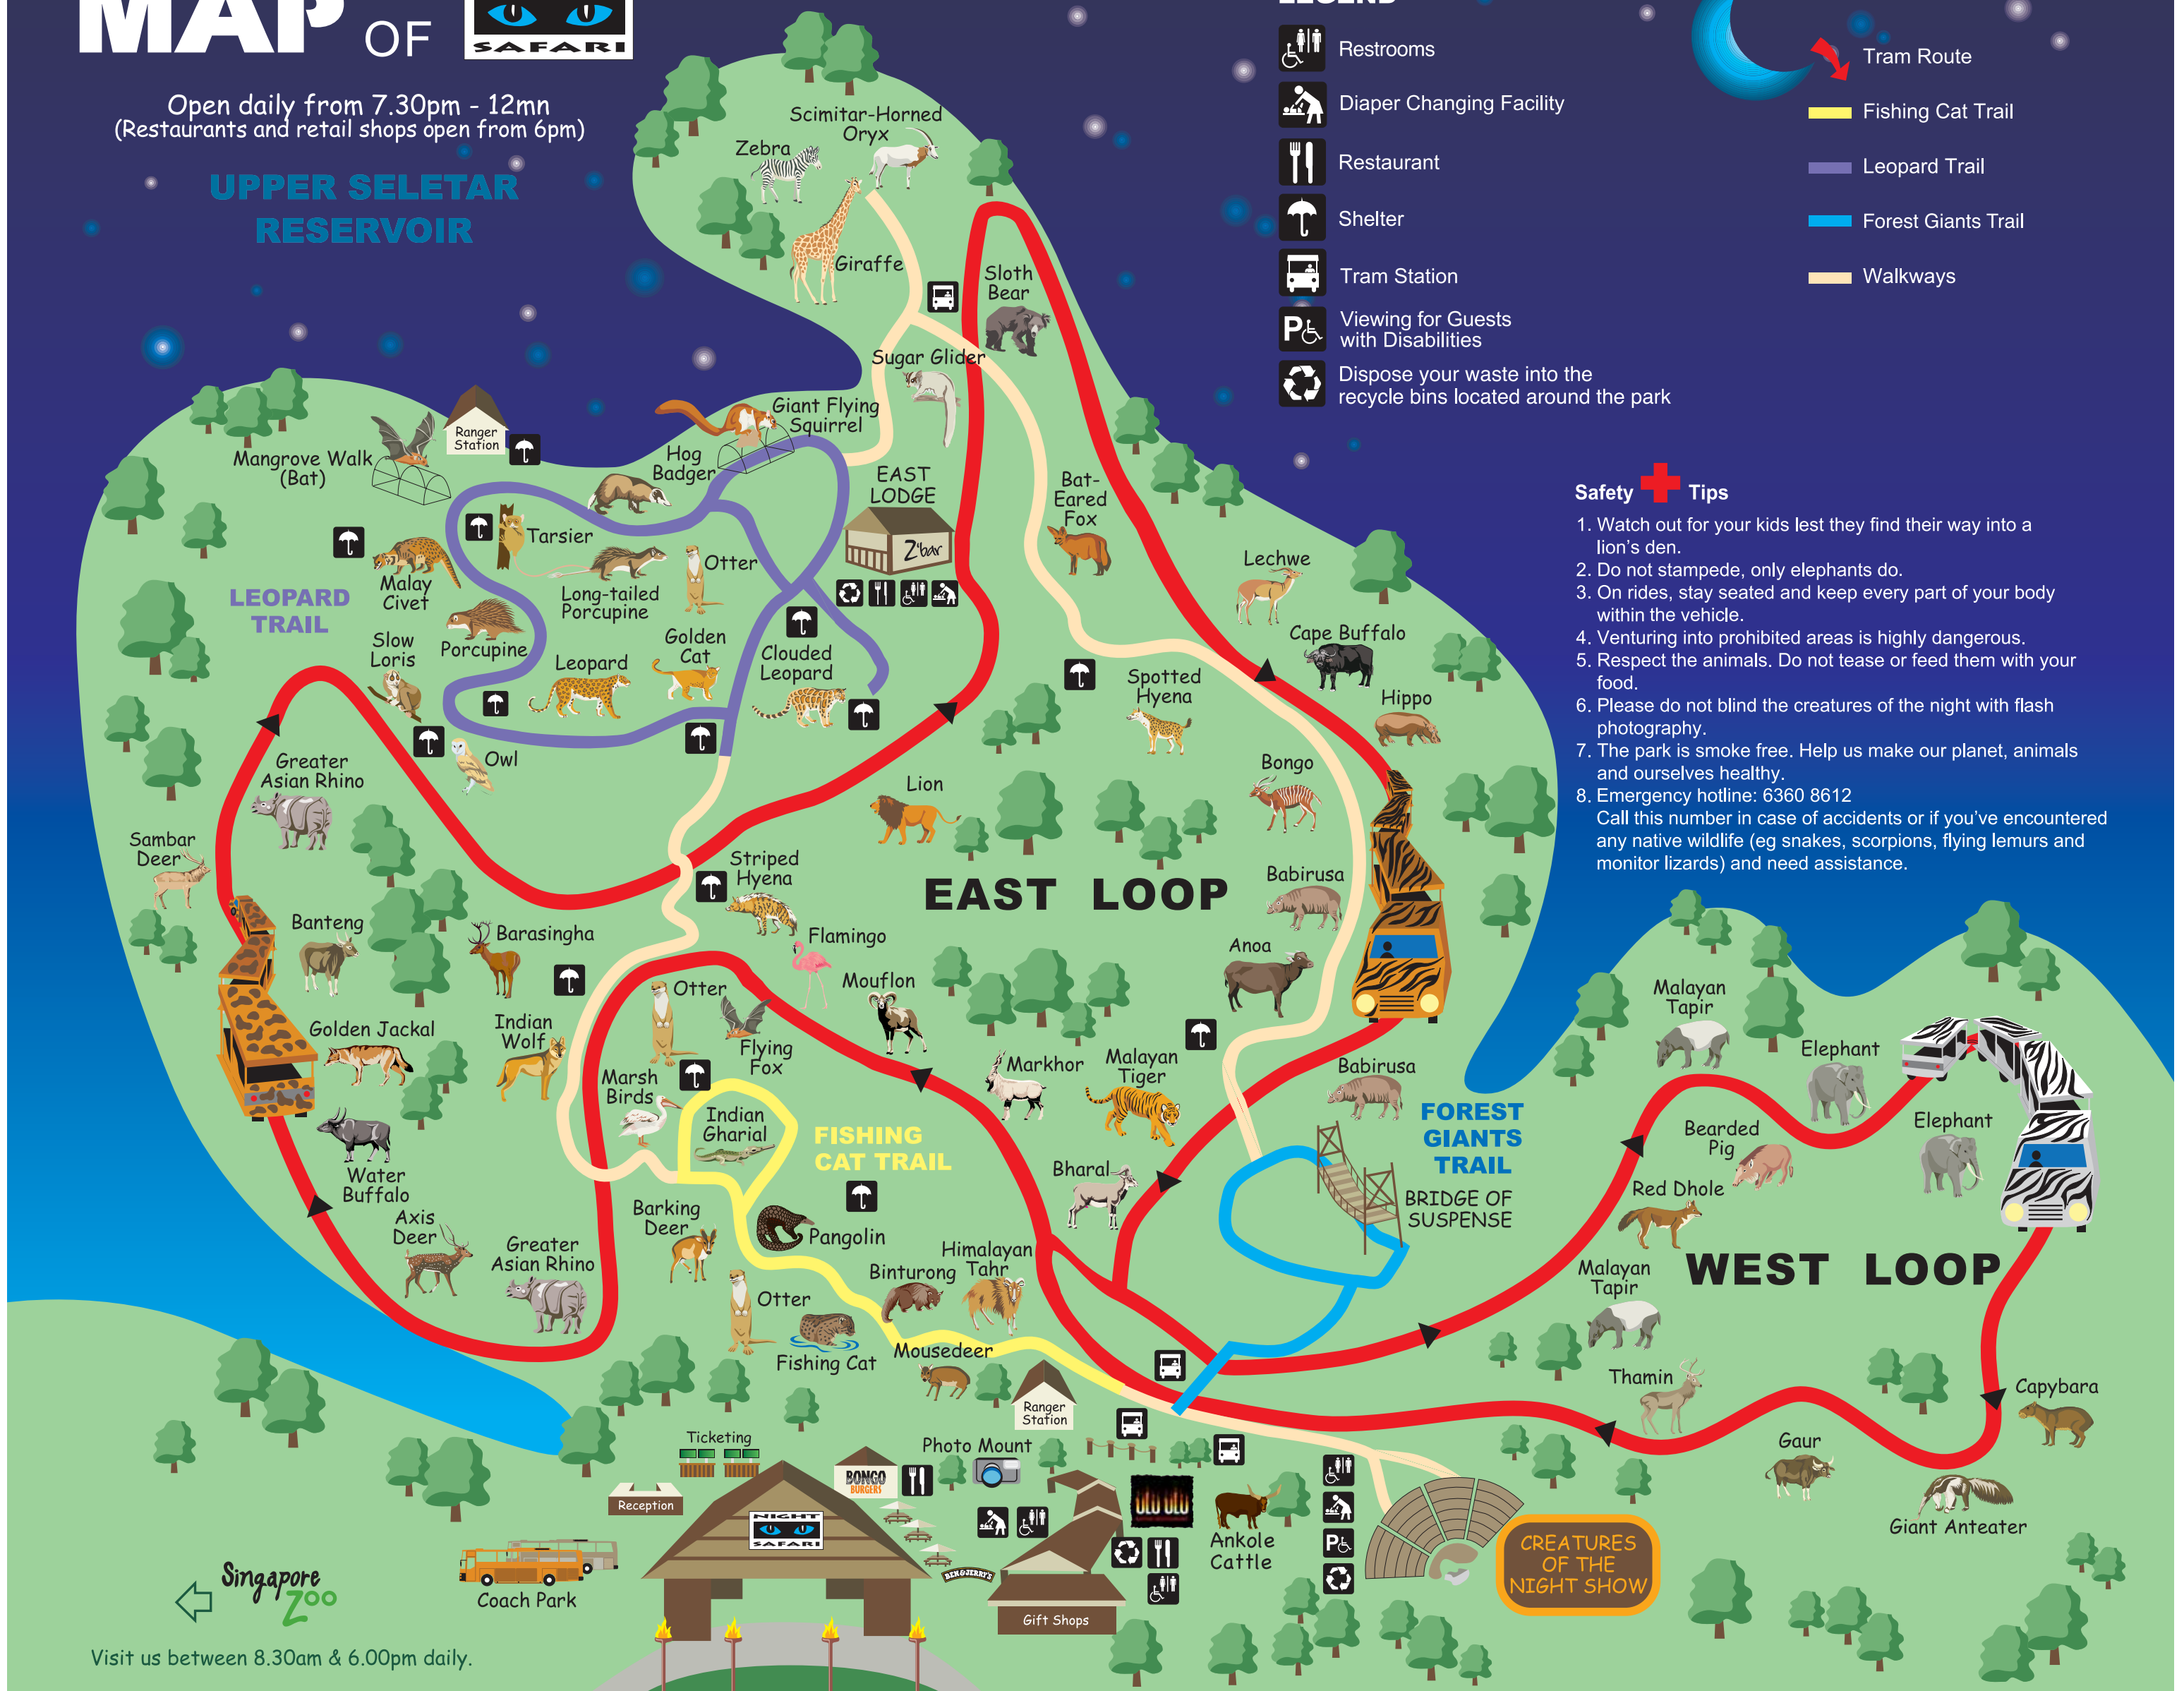 MAP OF
SAFARI
Open daily from 7.30pm - 12mn
(Restaurants and retail shops open from 6pm)
UPPER SELETAR
RESERVOIR
LEGEND
Restrooms
Diaper Changing Facility
Restaurant
Shelter
Tram Station
P
Viewing for Guests
with Disabilities
Dispose your waste into the
recycle bins located around the park
Tram Route
Fishing Cat Trail
Leopard Trail
Forest Giants Trail
Walkways
Safety Tips
1. Watch out for your kids lest they find their way into a
lion's den.
2. Do not stampede, only elephants do.
3. On rides, stay seated and keep every part of your body
within the vehicle.
4. Venturing into prohibited areas is highly dangerous.
5. Respect the animals. Do not tease or feed them with your
food.
6. Please do not blind the creatures of the night with flash
photography.
7. The park is smoke free. Help us make our planet, animals
and ourselves healthy.
8. Emergency hotline: 6360 8612
Call this number in case of accidents or if you've encountered
any native wildlife (eg snakes, scorpions, flying lemurs and
monitor lizards) and need assistance.
Scimitar-Horned
Oryx
Zebra
Giraffe
Sloth
Bear
Sugar Glider
Giant Flying
Squirrel
Ranger
Station
Mangrove Walk
(Bat)
Hog
Badger
EAST
LODGE
Z'bar
Bat-
Eared
Fox
Tarsier
Otter
Malay
Civet
Long-tailed
Porcupine
LEOPARD
TRAIL
Slow
Loris
Porcupine
Leopard
Golden
Cat
Clouded
Leopard
Owl
Lechwe
Cape Buffalo
Hippo
Spotted
Hyena
Bongo
Lion
Greater
Asian Rhino
Sambar
Deer
Striped
Hyena
EAST LOOP
Babirusa
Banteng
Barasingha
Flamingo
Anoa
Otter
Mouflon
Golden Jackal
Indian
Wolf
Flying
Fox
Markhor
Malayan
Tiger
Babirusa
Marsh
Birds
Indian
Gharial
FISHING
CAT TRAIL
Water
Buffalo
Bharal
FOREST
GIANTS
TRAIL
BRIDGE OF
SUSPENSE
Axis
Deer
Greater
Asian Rhino
Barking
Deer
Pangolin
Himalayan
Tahr
Binturong
Otter
Fishing Cat
Mousedeer
Malayan
Tapir
Elephant
Elephant
Bearded
Pig
Red Dhole
WEST LOOP
Malayan
Tapir
Thamin
Capybara
Gaur
Giant Anteater
Ranger
Station
Ticketing
Reception
BONGO
BURGERS
Photo Mount
NIGHT
SAFARI
BEN & JERRY'S
ULU ULU
Ankole
Cattle
P
CREATURES
OF THE
NIGHT SHOW
Gift Shops
Coach Park
Singapore
Zoo
Visit us between 8.30am & 6.00pm daily.